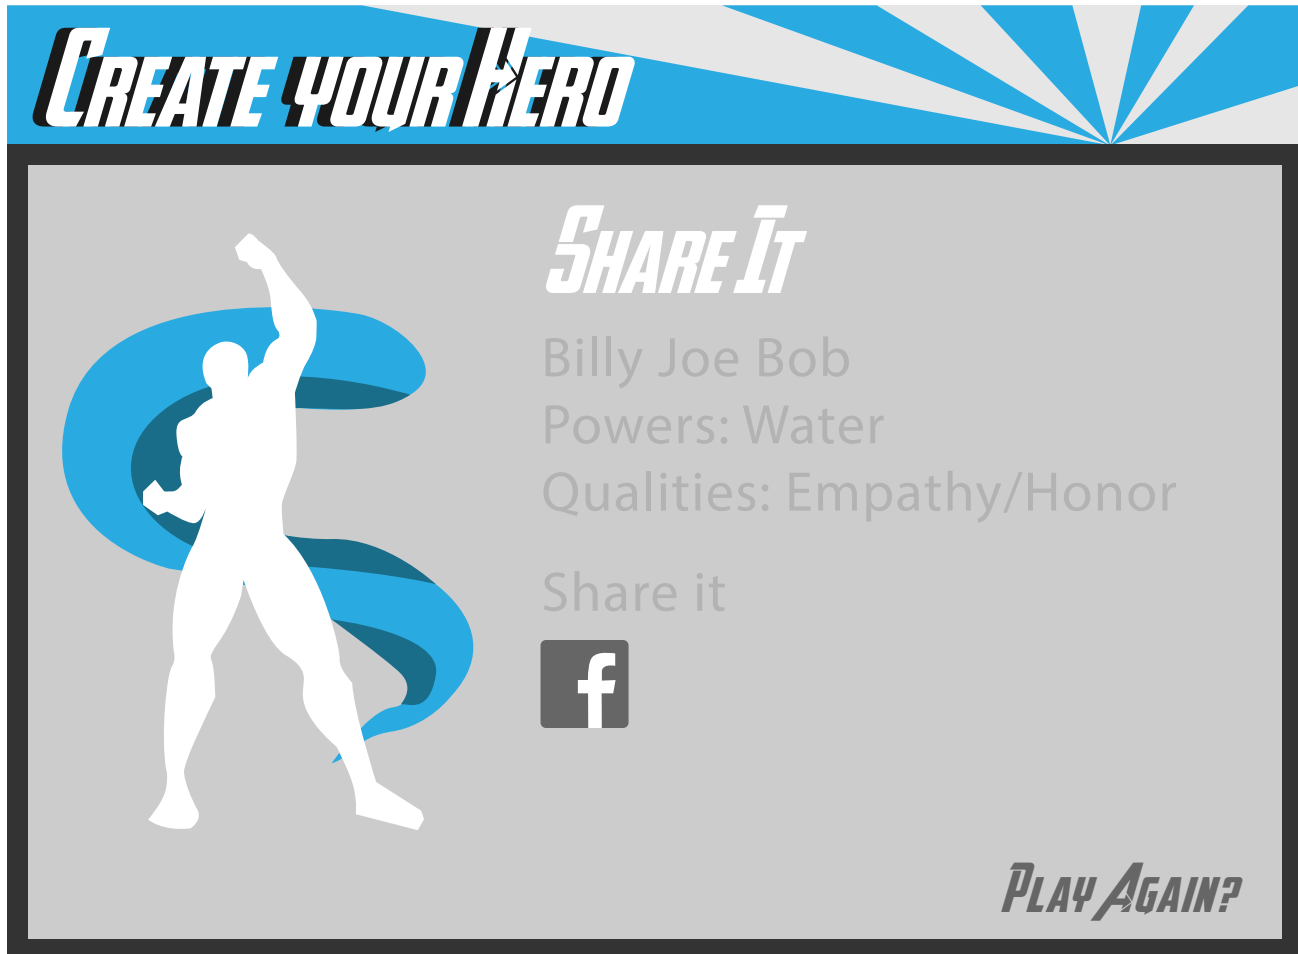 Create your Hero
Share It
Billy Joe Bob
Powers: Water
Qualities: Empathy/Honor
Share it
f
Play Again?